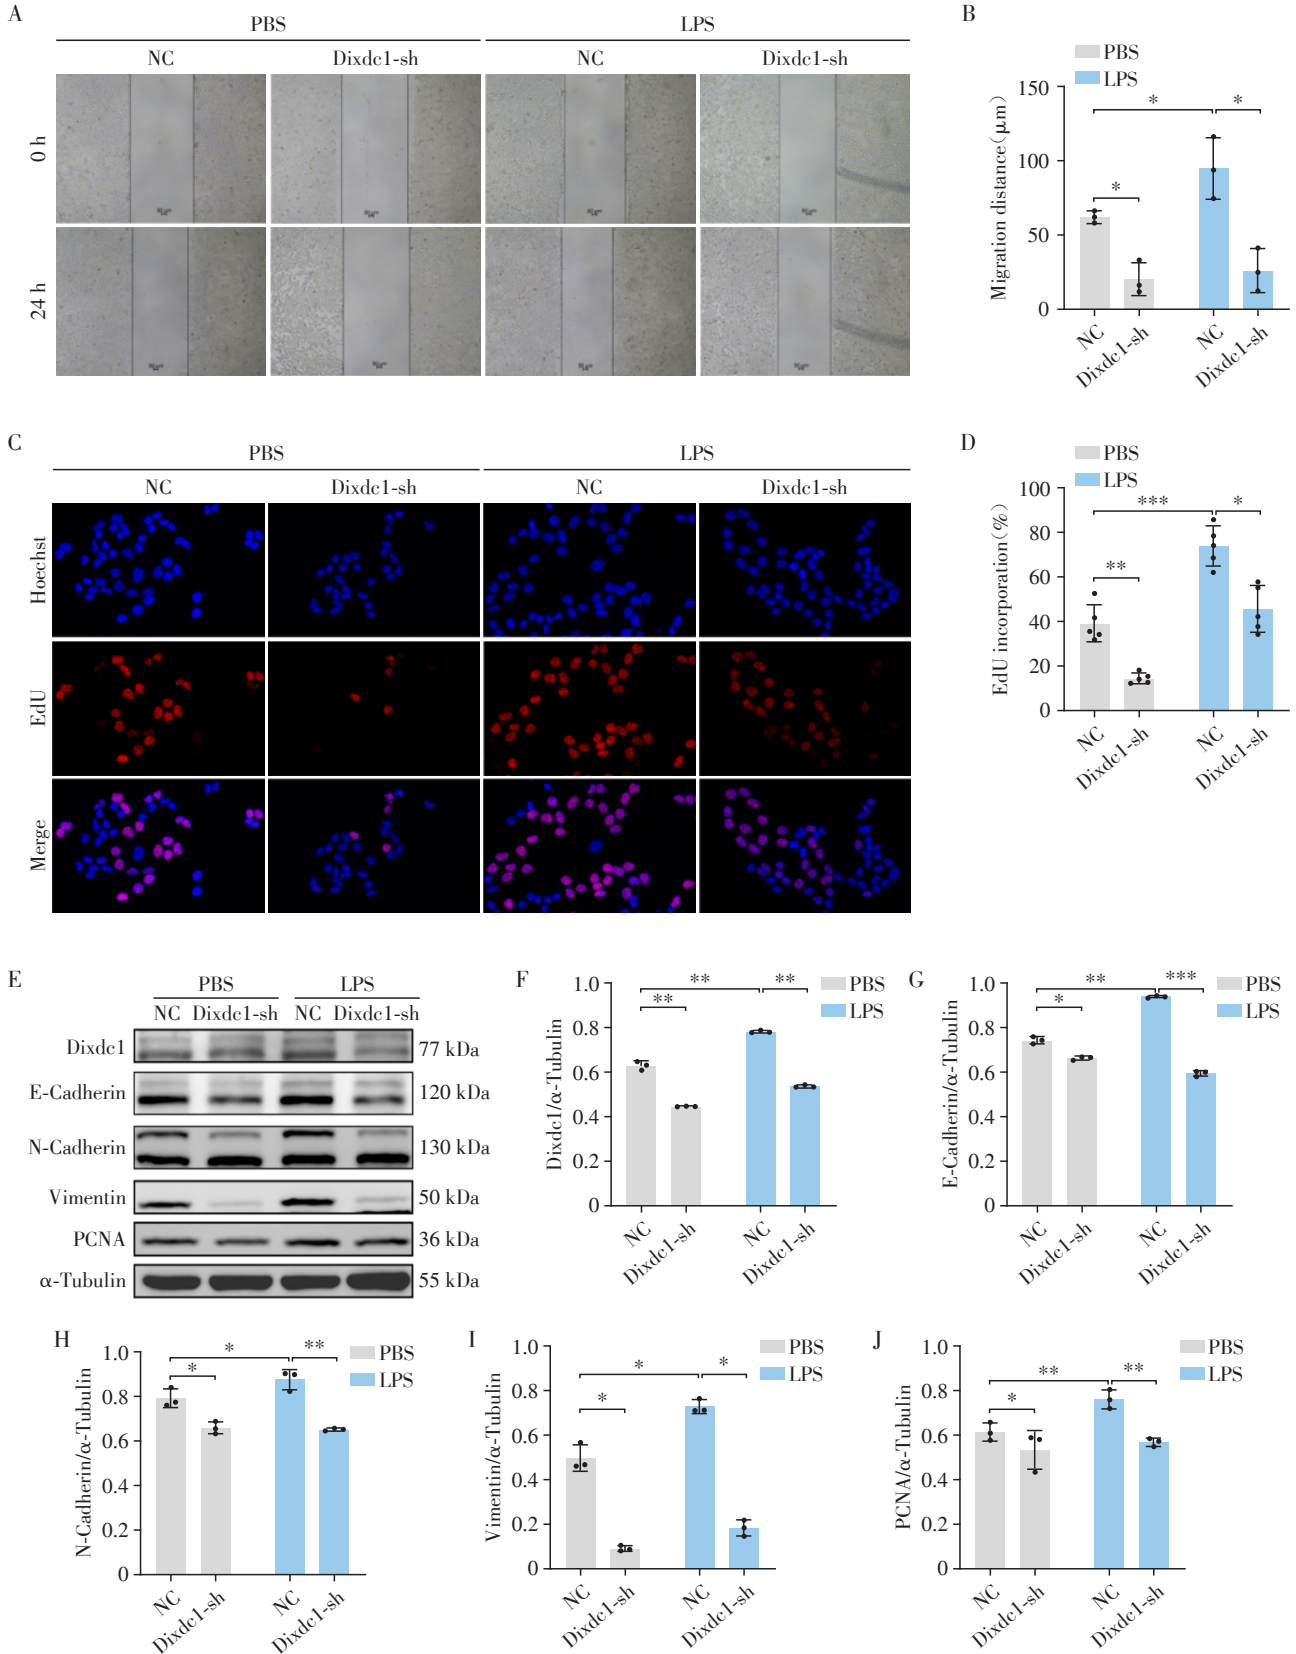 A
PBS LPS
NC Dixdc1-sh NC Dixdc1-sh
0 h
24 h
B
PBS
LPS
Migration distance(μm)
150
100
50
0
* * *
NC Dixdc1-sh NC Dixdc1-sh
C
PBS LPS
NC Dixdc1-sh NC Dixdc1-sh
Hoechst
EdU
Merge
D
PBS
LPS
EdU incorporation(%)
100
80
60
40
20
0
*** * **
NC Dixdc1-sh NC Dixdc1-sh
E
PBS LPS
NC Dixdc1-sh NC Dixdc1-sh
Dixdc1 77 kDa
E-Cadherin 120 kDa
N-Cadherin 130 kDa
Vimentin 50 kDa
PCNA 36 kDa
α-Tubulin 55 kDa
F
PBS
LPS
Dixdc1/α-Tubulin
1.0
0.8
0.6
0.4
0.2
0
** ** **
NC Dixdc1-sh NC Dixdc1-sh
G
PBS
LPS
E-Cadherin/α-Tubulin
1.0
0.8
0.6
0.4
0.2
0
** *** *
NC Dixdc1-sh NC Dixdc1-sh
H
PBS
LPS
N-Cadherin/α-Tubulin
1.0
0.8
0.6
0.4
0.2
0
* ** *
NC Dixdc1-sh NC Dixdc1-sh
I
PBS
LPS
Vimentin/α-Tubulin
1.0
0.8
0.6
0.4
0.2
0
* * *
NC Dixdc1-sh NC Dixdc1-sh
J
PBS
LPS
PCNA/α-Tubulin
1.0
0.8
0.6
0.4
0.2
0
** ** *
NC Dixdc1-sh NC Dixdc1-sh